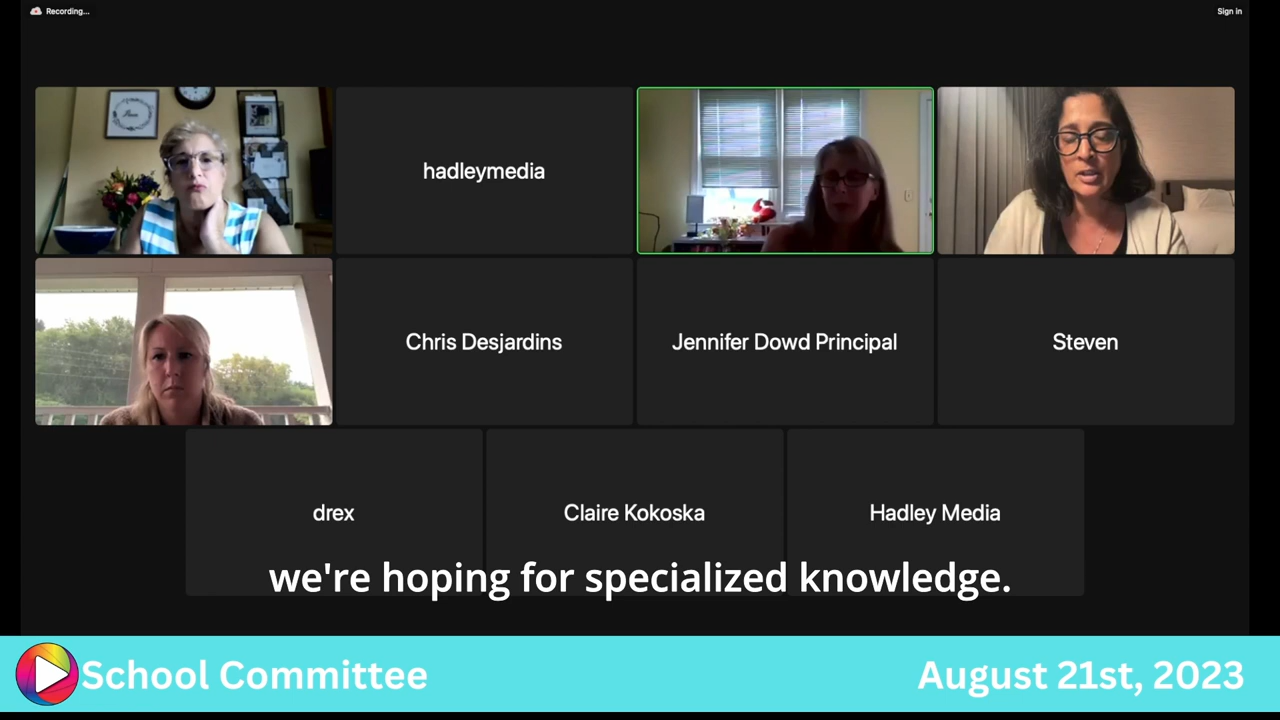 Recording...
Sign in
hadleymedia
Chris Desjardins
Jennifer Dowd Principal
Steven
drex
Claire Kokoska
Hadley Media
we're hoping for specialized knowledge.
School Committee
August 21st, 2023